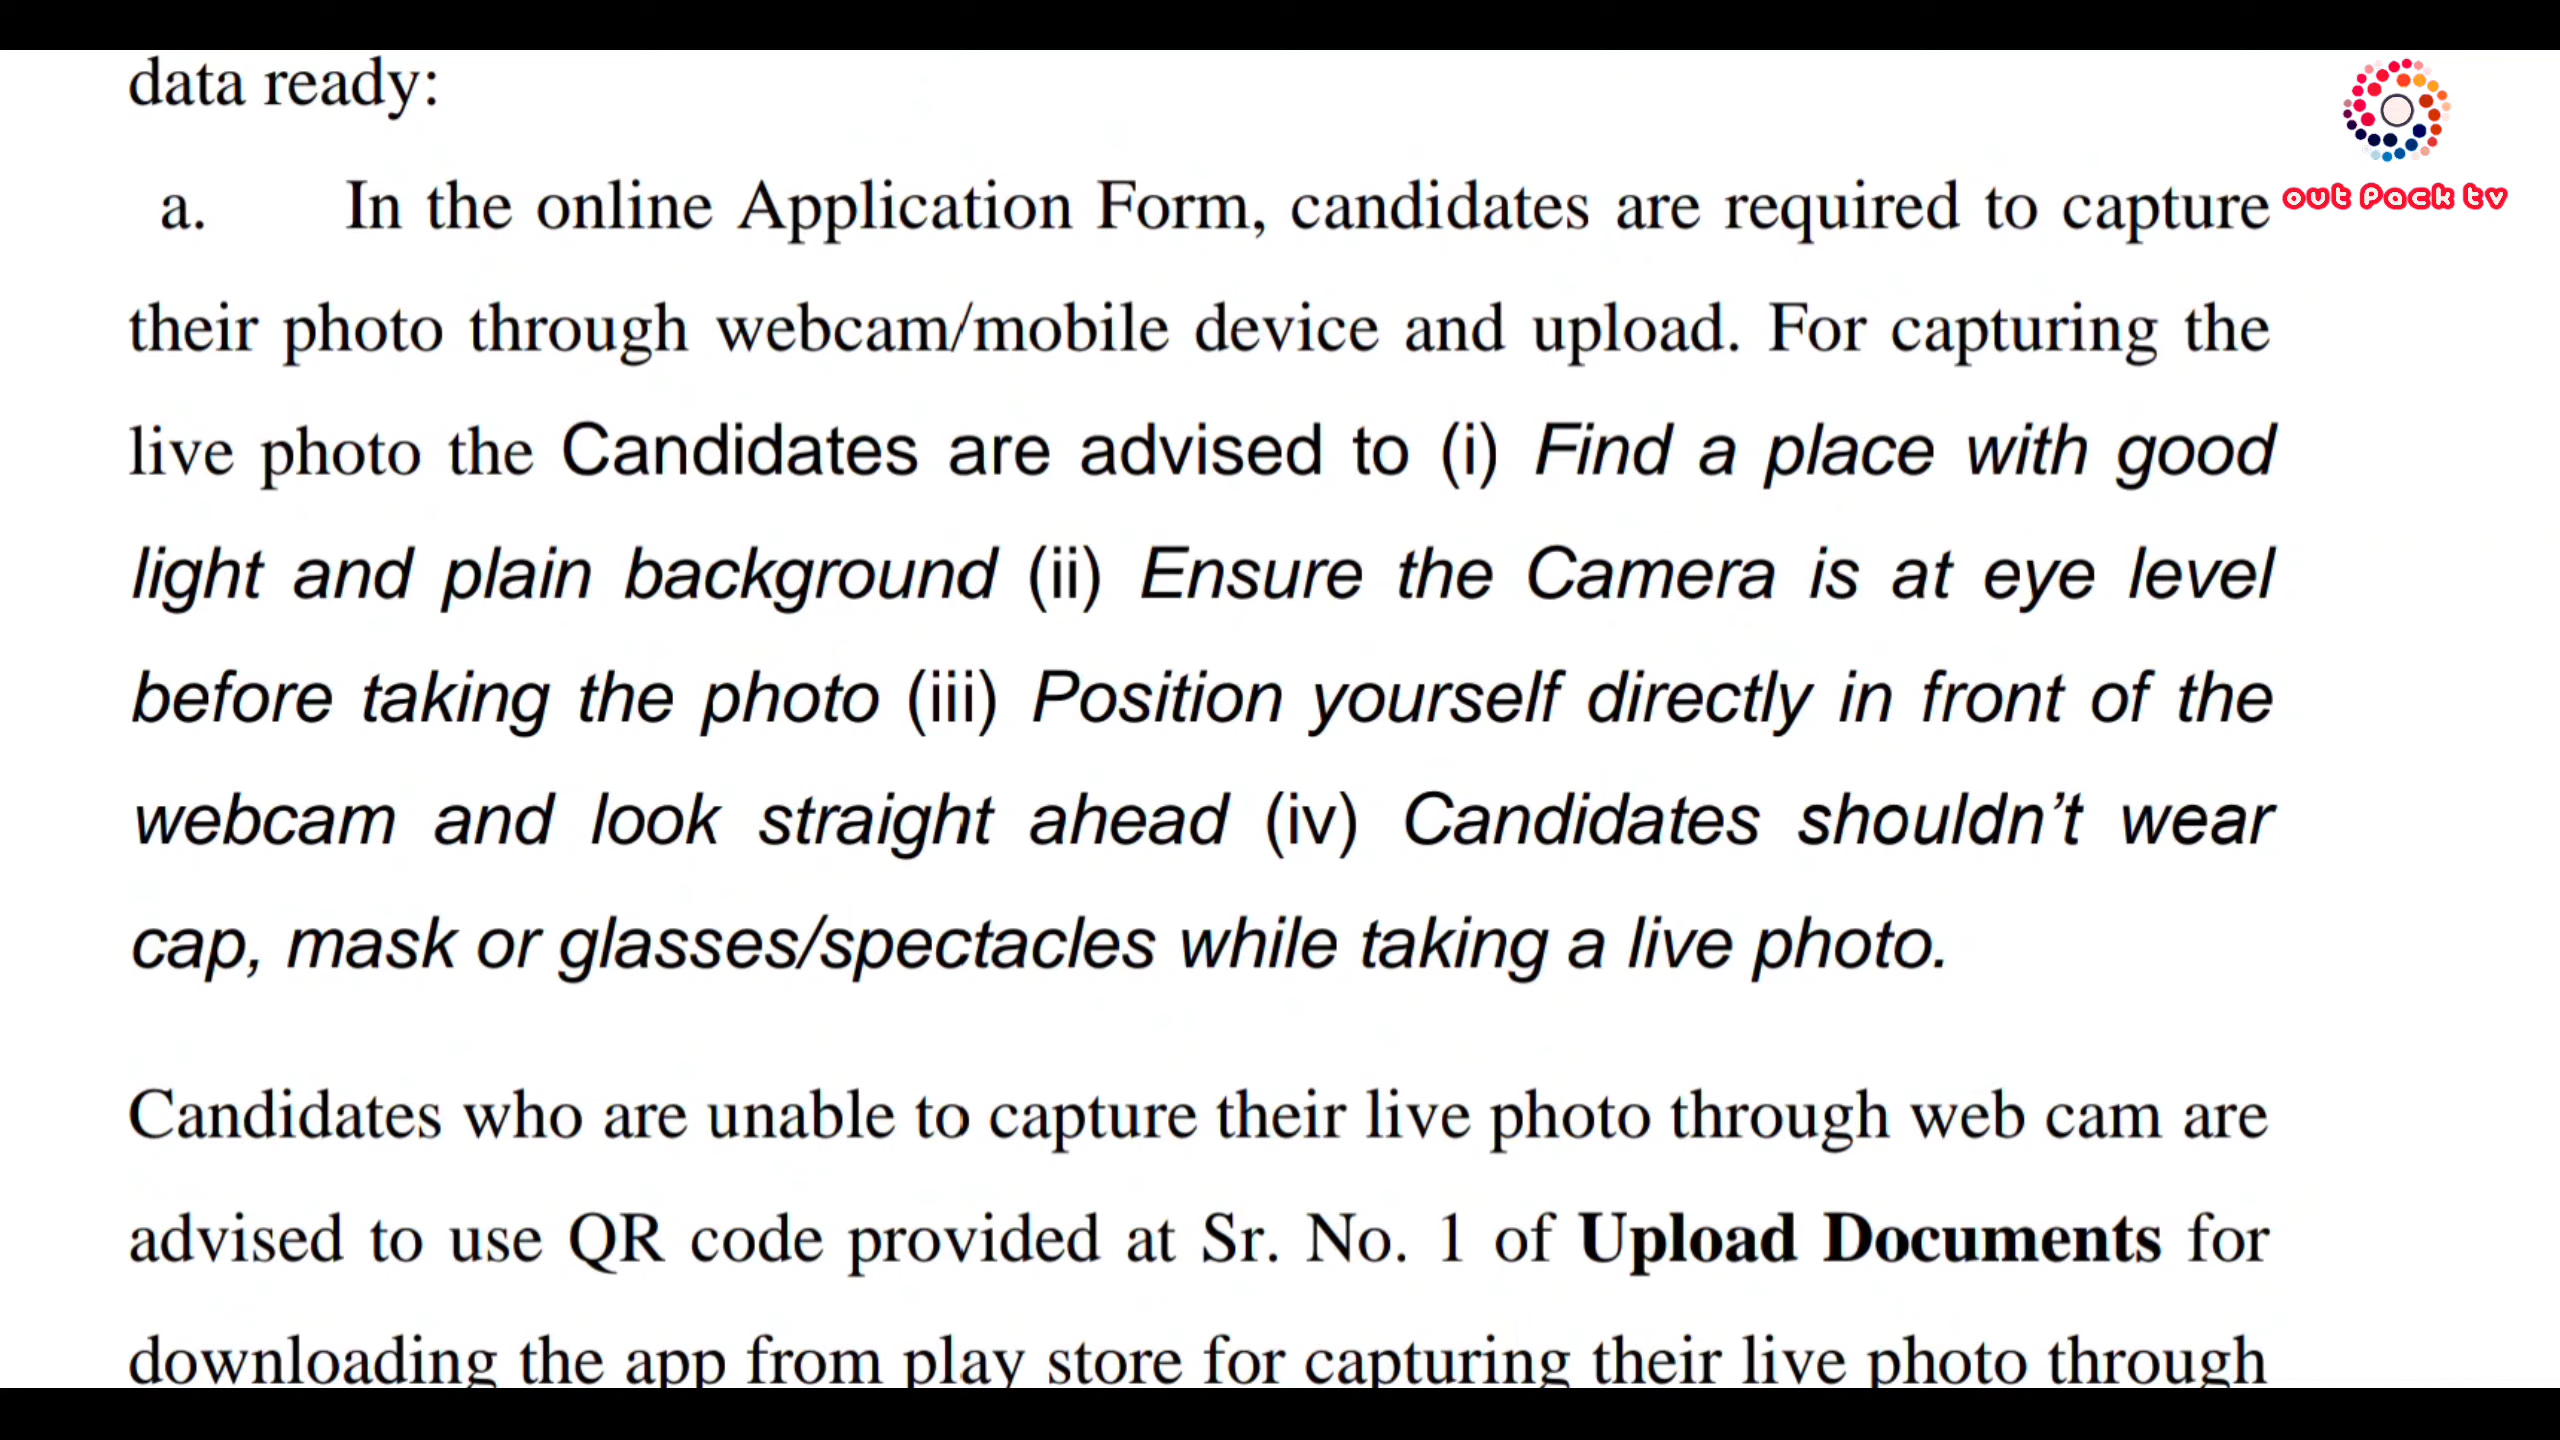 data ready:
a. In the online Application Form, candidates are required to capture
out Pack tv
their photo through webcam/mobile device and upload. For capturing the
live photo the Candidates are advised to (i) Find a place with good
light and plain background (ii) Ensure the Camera is at eye level
before taking the photo (iii) Position yourself directly in front of the
webcam and look straight ahead (iv) Candidates shouldn’t wear
cap, mask or glasses/spectacles while taking a live photo.
Candidates who are unable to capture their live photo through web cam are
advised to use QR code provided at Sr. No. 1 of Upload Documents for
downloading the app from play store for capturing their live photo through